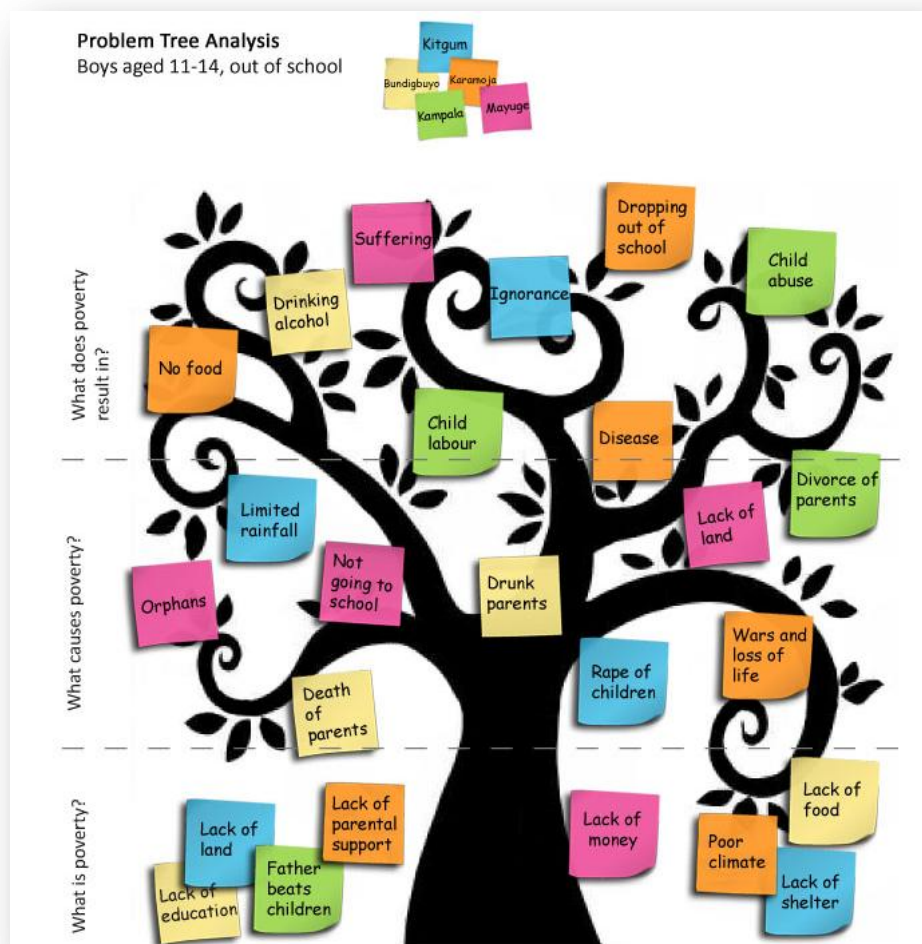 Problem Tree Analysis
Boys aged 11-14, out of school
Kitgum
Bundigbuyo
Karamoja
Kampala
Mayuge
What does poverty
result in?
Suffering
Dropping
out of
school
Child
abuse
Drinking
alcohol
Ignorance
No food
Child
labour
Disease
What causes poverty?
Limited
rainfall
Divorce of
parents
Lack of
land
Orphans
Not
going to
school
Drunk
parents
Wars and
loss of
life
Rape of
children
Death
of
parents
What is poverty?
Lack of
land
Lack of
parental
support
Lack of
money
Lack of
food
Poor
climate
Father
beats
children
Lack of
education
Lack of
shelter